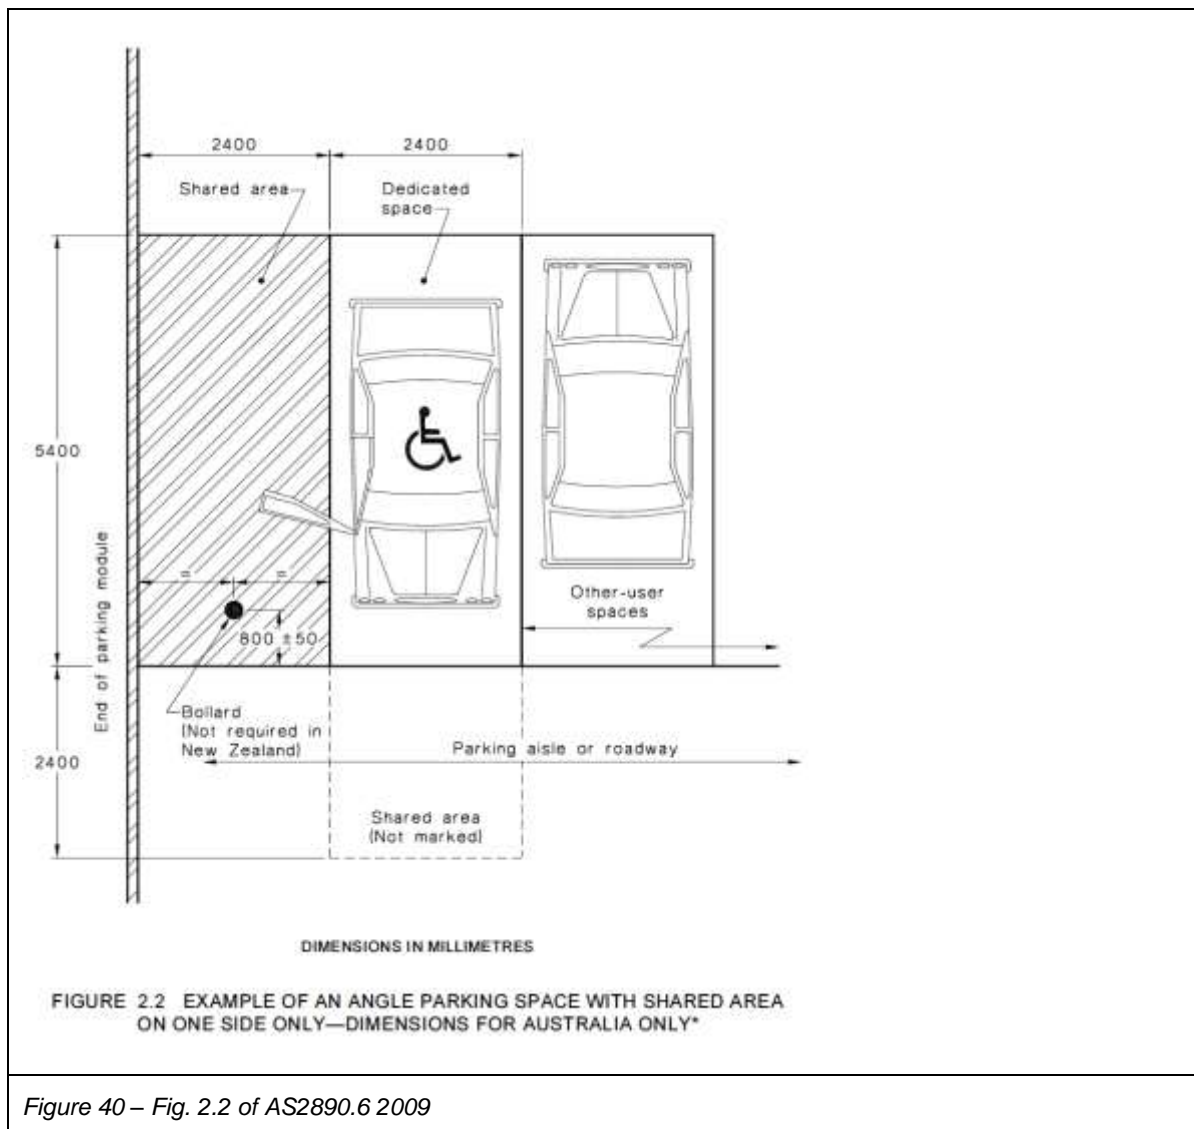 2400
2400
Shared area
Dedicated
space
5400
End of parking module
=
=
800 ±50
Other-user
spaces
Bollard
(Not required in
New Zealand)
Parking aisle or roadway
2400
Shared area
(Not marked)
DIMENSIONS IN MILLIMETRES
FIGURE 2.2 EXAMPLE OF AN ANGLE PARKING SPACE WITH SHARED AREA
ON ONE SIDE ONLY—DIMENSIONS FOR AUSTRALIA ONLY*
Figure 40 – Fig. 2.2 of AS2890.6 2009